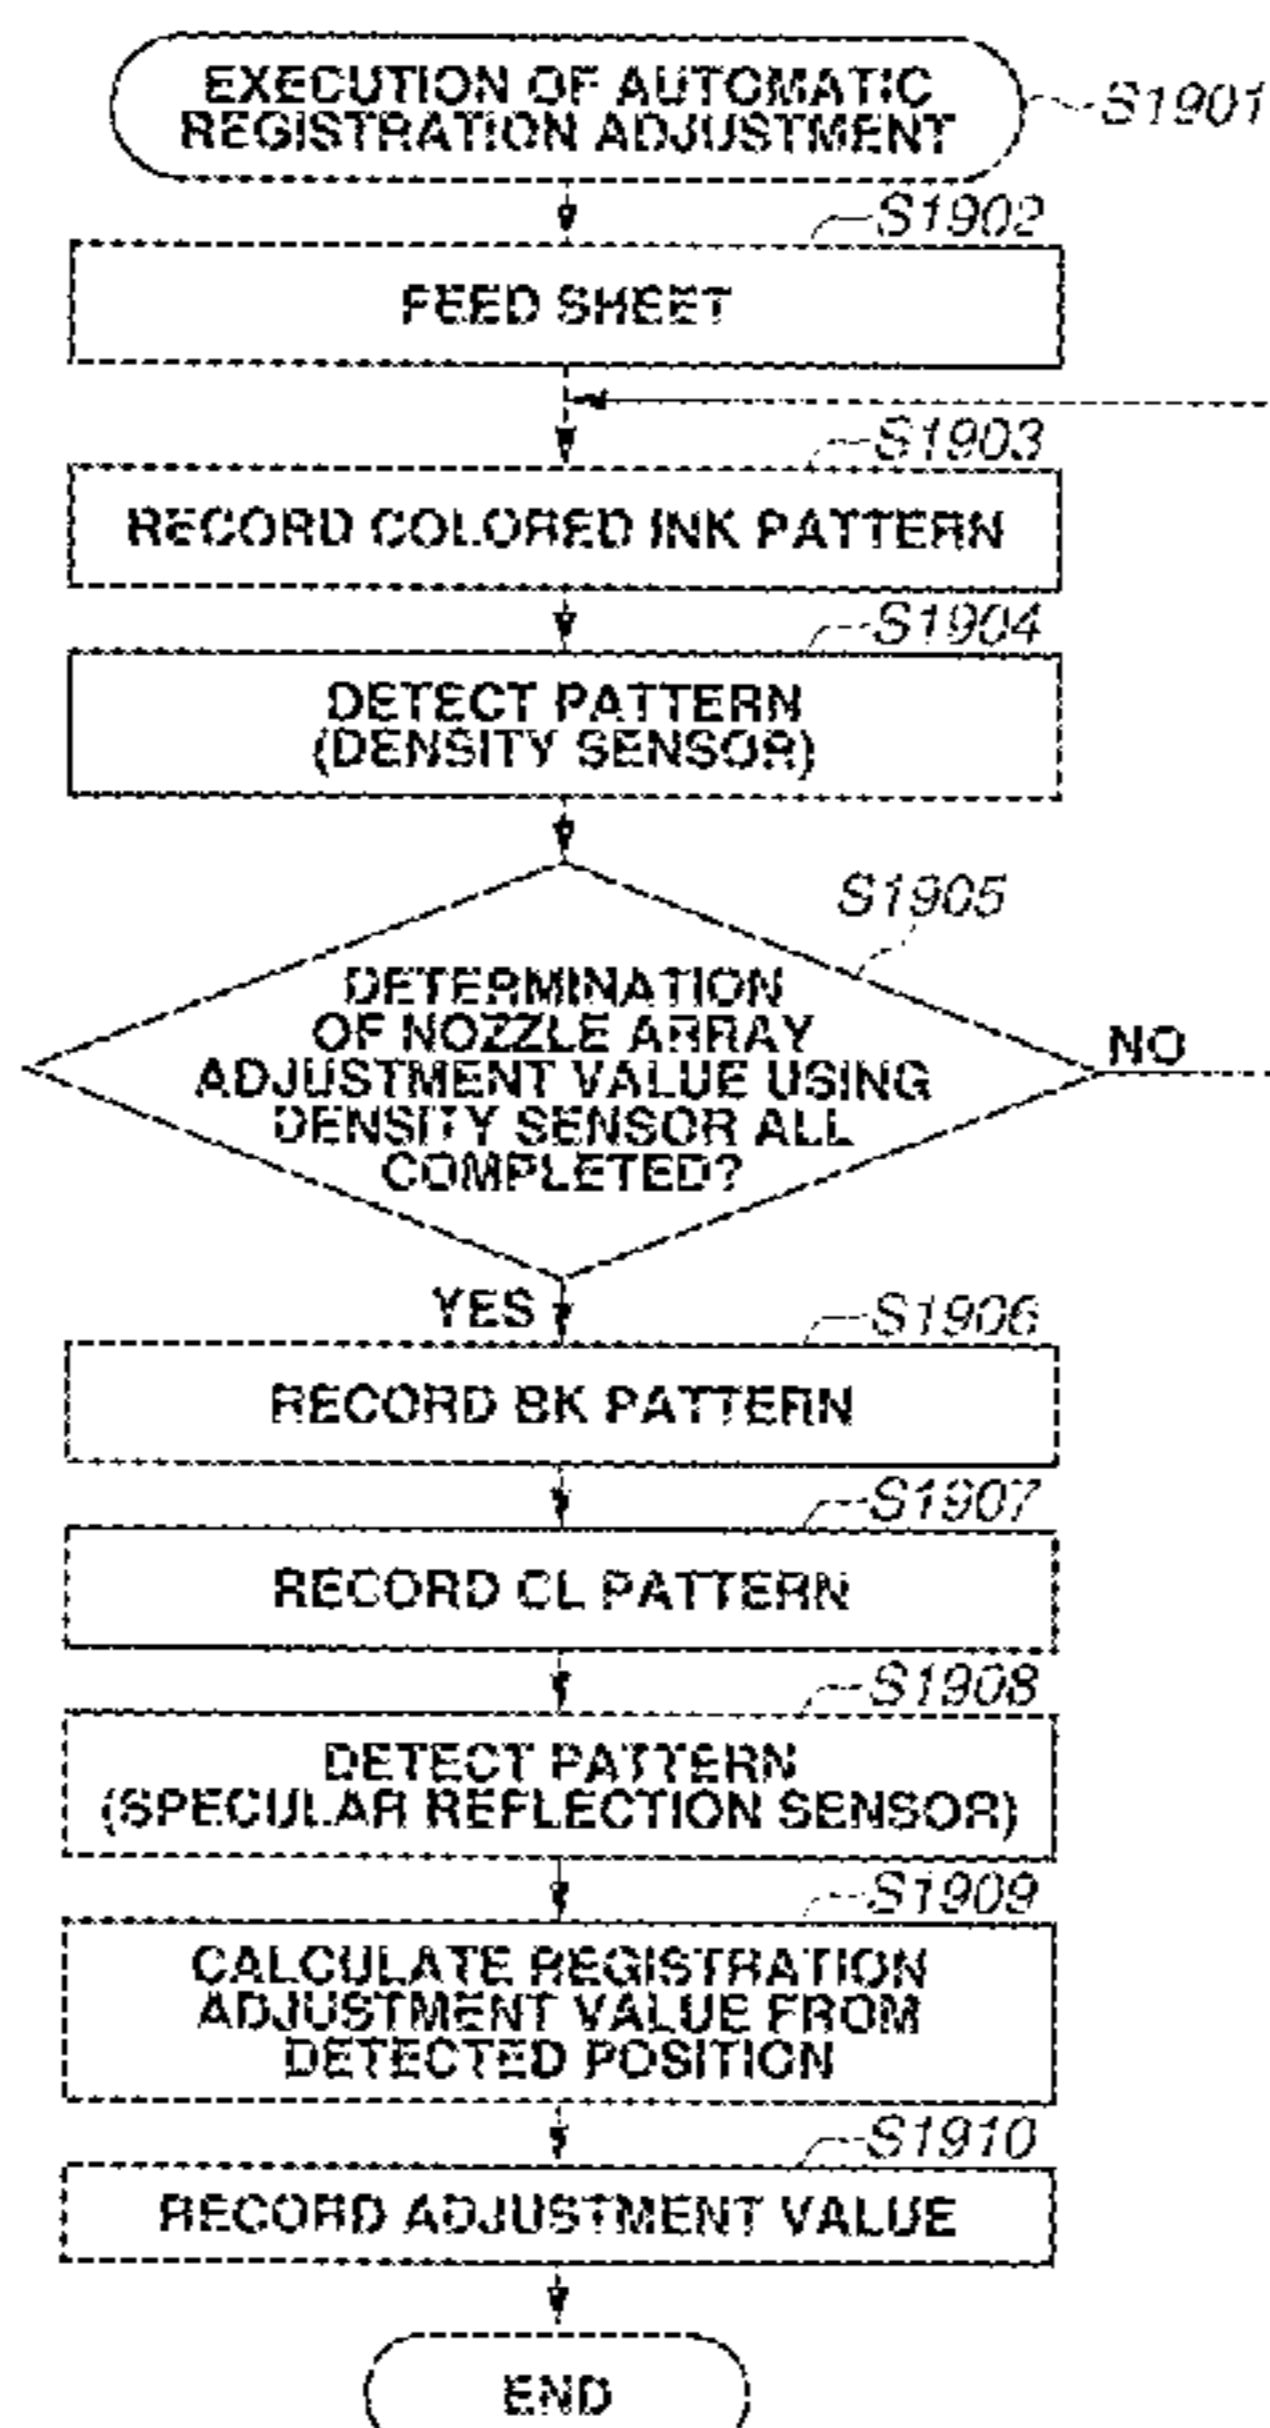 EXECUTION OF AUTOMATIC
REGISTRATION ADJUSTMENT
S1901
S1902
FEED SHEET
S1903
RECORD COLORED INK PATTERN
S1904
DETECT PATTERN
(DENSITY SENSOR)
S1905
DETERMINATION
OF NOZZLE ARRAY
ADJUSTMENT VALUE USING
DENSITY SENSOR ALL
COMPLETED?
NO
YES
S1906
RECORD BK PATTERN
S1907
RECORD CL PATTERN
S1908
DETECT PATTERN
(SPECULAR REFLECTION SENSOR)
S1909
CALCULATE REGISTRATION
ADJUSTMENT VALUE FROM
DETECTED POSITION
S1910
RECORD ADJUSTMENT VALUE
END